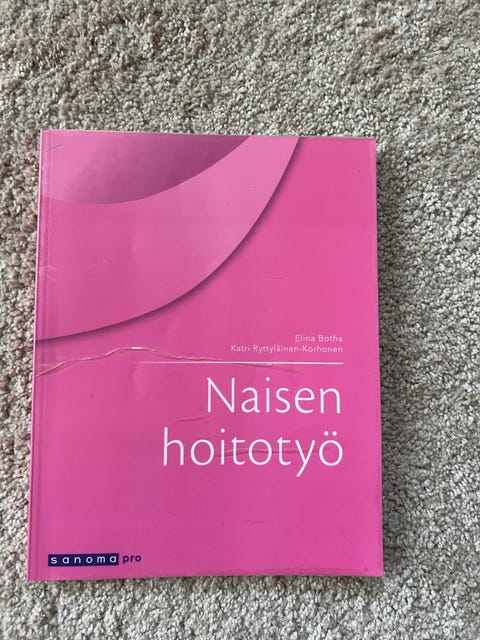 Elina Botha
Katri Ryttyläinen-Korhonen
Naisen
hoitotyö
sanoma pro